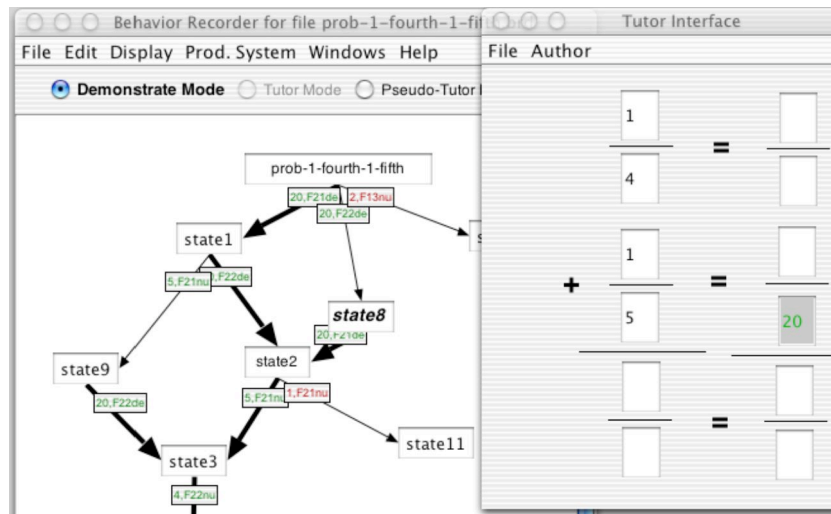 Behavior Recorder for file prob-1-fourth-1-fif
File Edit Display Prod. System Windows Help
Demonstrate Mode Tutor Mode Pseudo-Tutor
prob-1-fourth-1-fifth
20,F21de 2,F13nu
20,F22de
state1
5,F21nu ,F22de
state8
20,F21de
state9
state2
20,F22de
5,F21nu 1,F21nu
state11
state3
4,F22nu
Tutor Interface
File Author
1
=
4
1
+ =
5
20
=